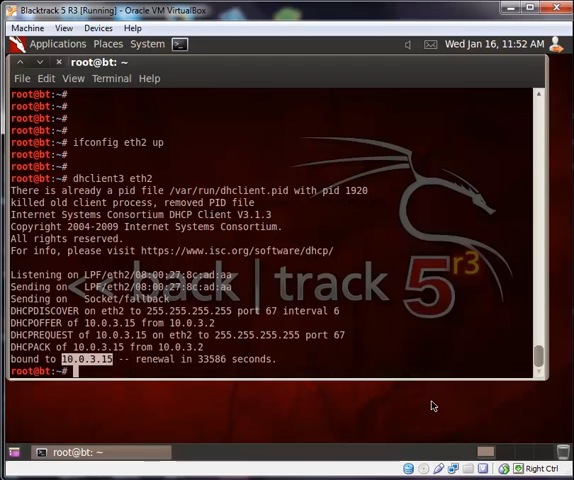 Blacktrack 5 R3 [Running] - Oracle VM VirtualBox
Machine View Devices Help
Applications Places System Wed Jan 16, 11:52 AM
root@bt: ~
File Edit View Terminal Help
root@bt:~#
root@bt:~#
root@bt:~#
root@bt:~#
root@bt:~# ifconfig eth2 up
root@bt:~#
root@bt:~#
root@bt:~# dhclient3 eth2
There is already a pid file /var/run/dhclient.pid with pid 1920
killed old client process, removed PID file
Internet Systems Consortium DHCP Client V3.1.3
Copyright 2004-2009 Internet Systems Consortium.
All rights reserved.
For info, please visit https://www.isc.org/software/dhcp/
Listening on LPF/eth2/08:00:27:8c:ad:aa
Sending on LPF/eth2/08:00:27:8c:ad:aa
Sending on Socket/fallback
DHCPDISCOVER on eth2 to 255.255.255.255 port 67 interval 6
DHCPOFFER of 10.0.3.15 from 10.0.3.2
DHCPREQUEST of 10.0.3.15 on eth2 to 255.255.255.255 port 67
DHCPACK of 10.0.3.15 from 10.0.3.2
bound to 10.0.3.15 -- renewal in 33586 seconds.
root@bt:~#
<< back | track 5 r3
root@bt: ~
Right Ctrl